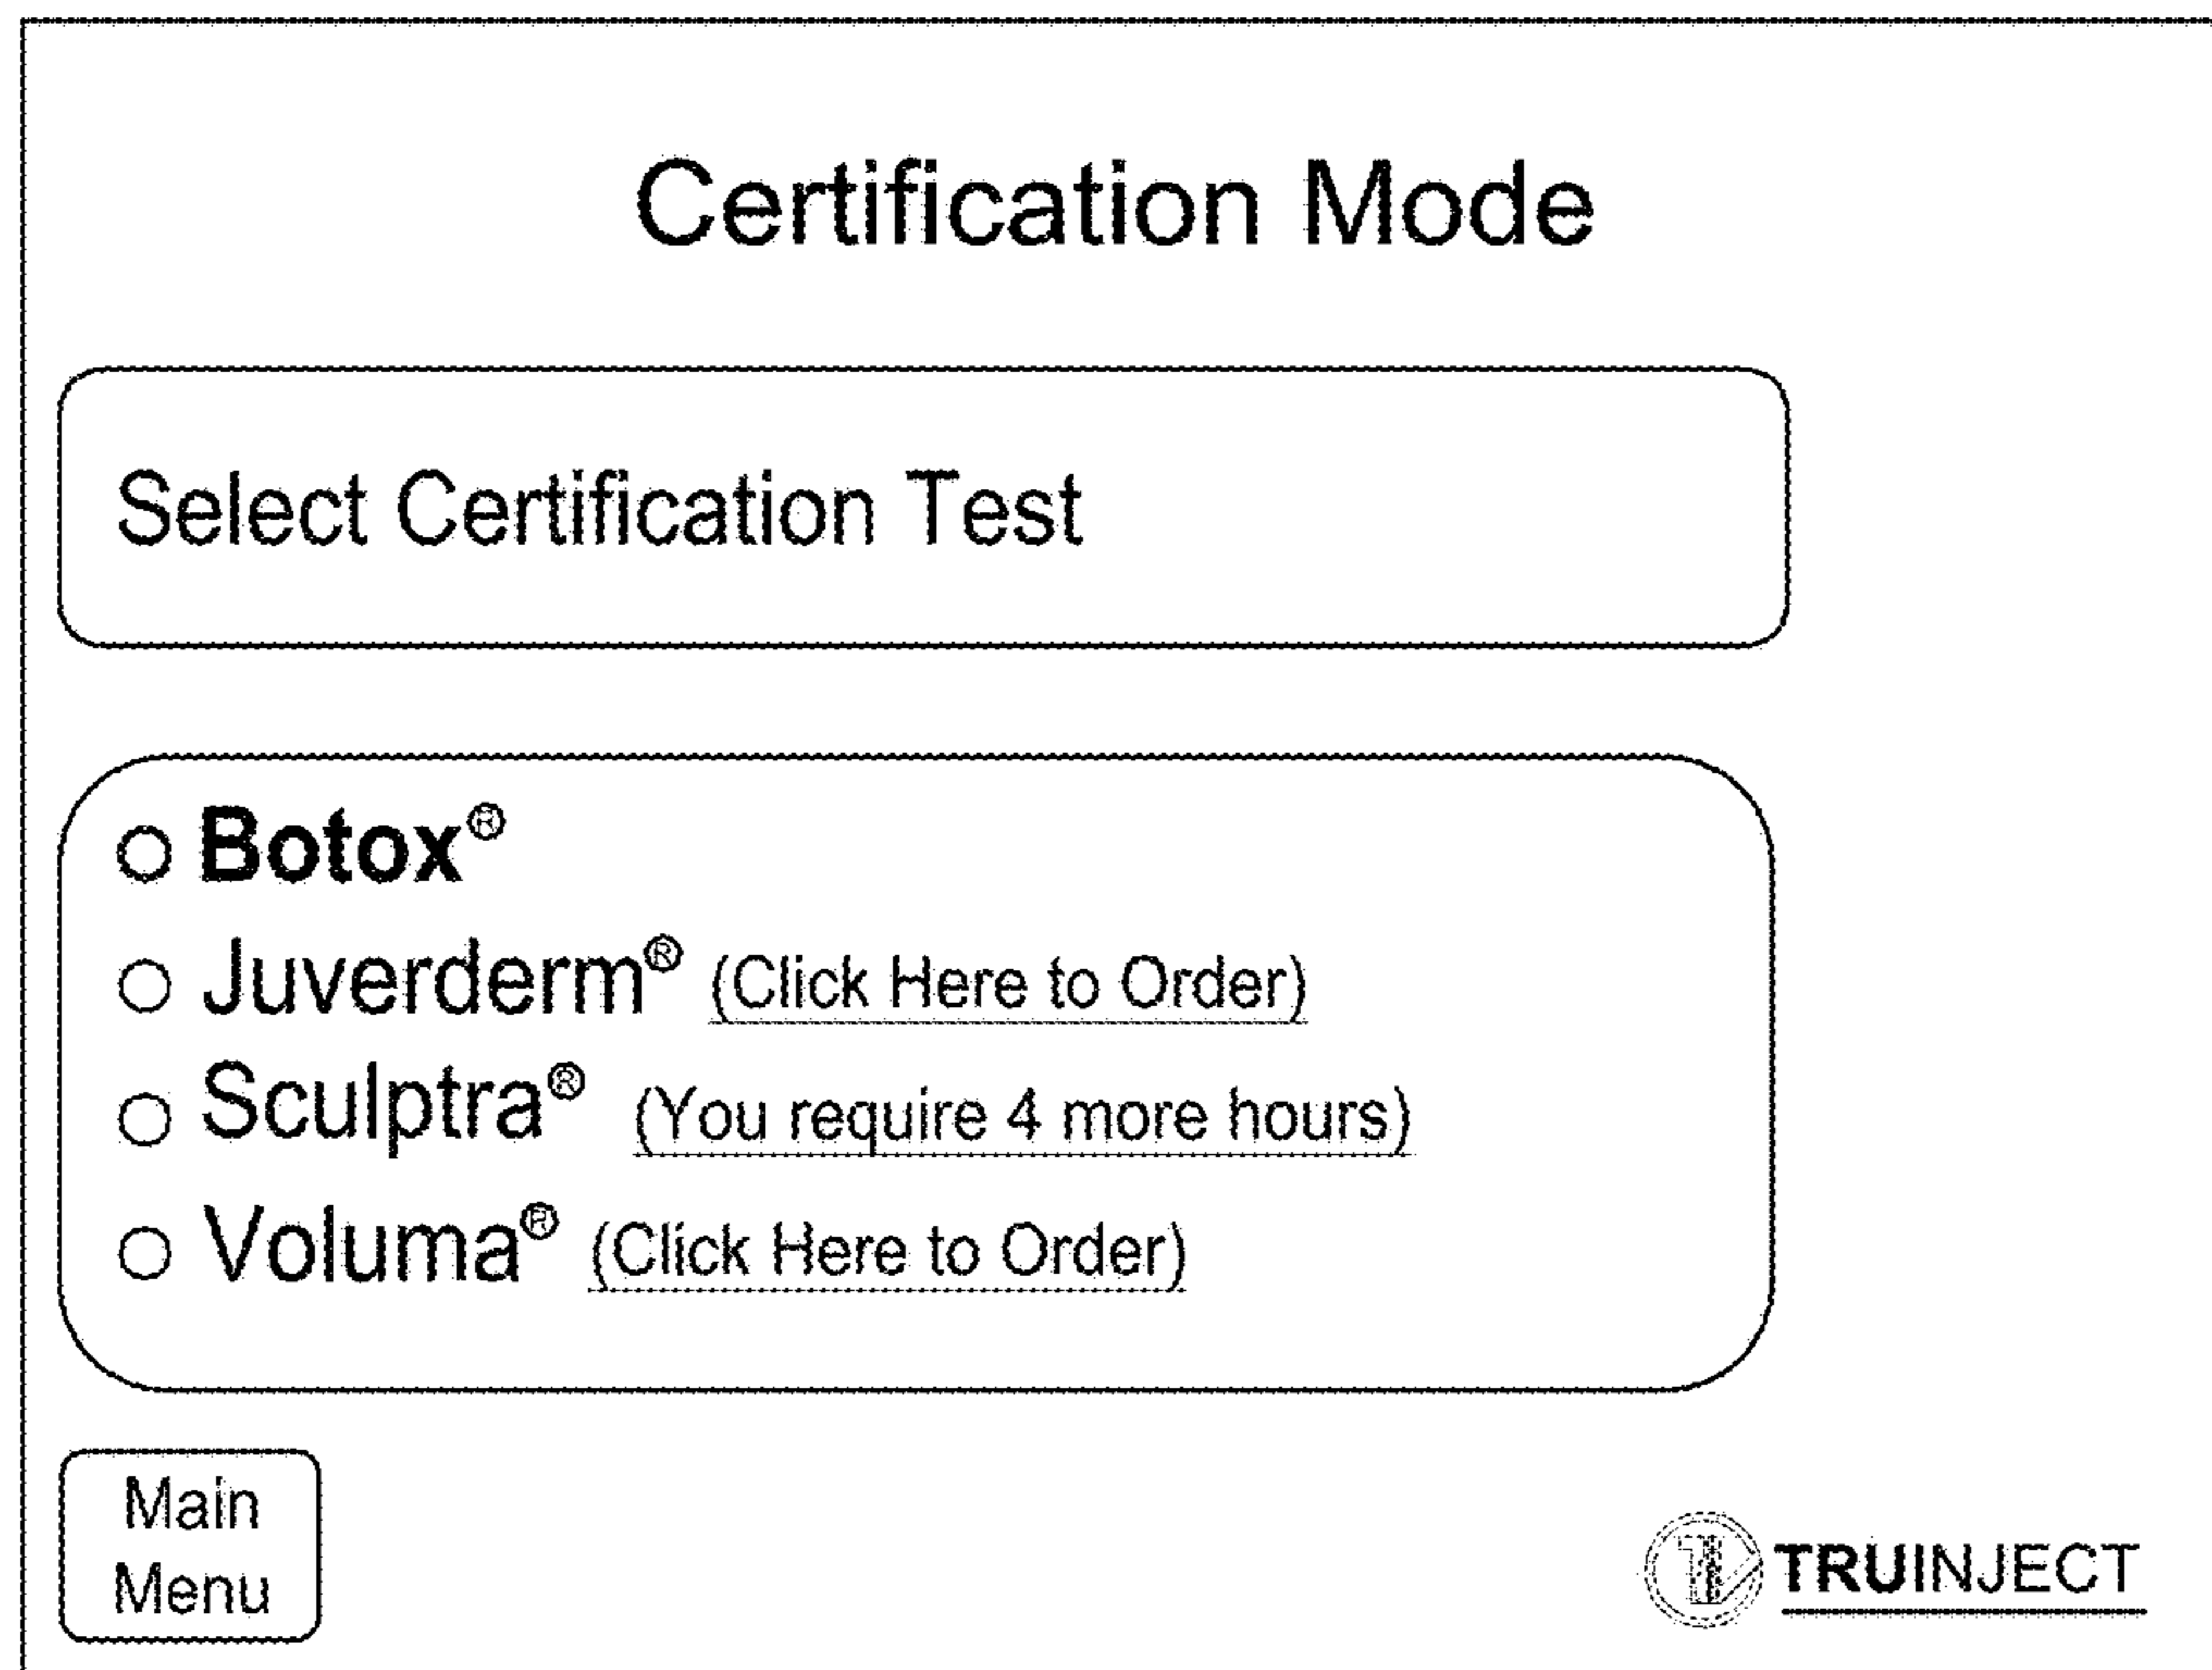 Certification Mode
Select Certification Test
Botox®
Juverderm® (Click Here to Order)
Sculptra® (You require 4 more hours)
Voluma® (Click Here to Order)
Main
Menu
TRUINJECT